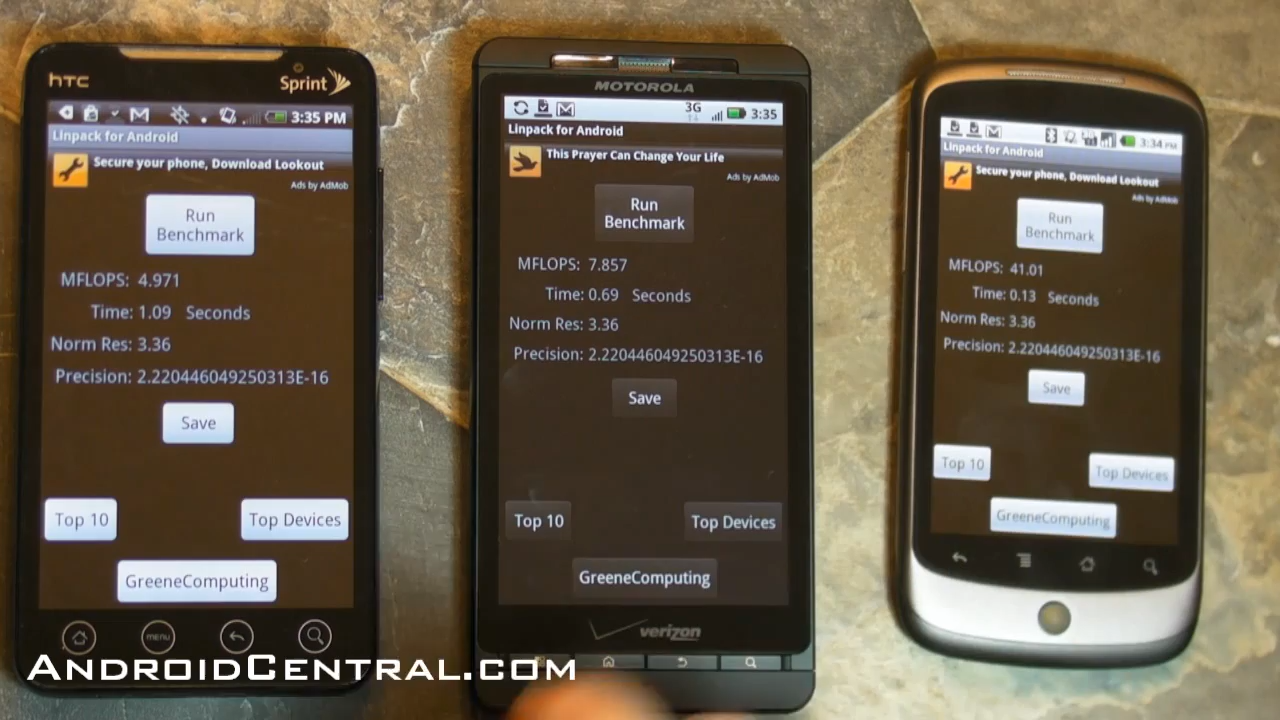 hTC
Sprint
3:35 PM
Linpack for Android
Secure your phone, Download Lookout
Ads by AdMob
Run
Benchmark
MFLOPS: 4.971
Time: 1.09 Seconds
Norm Res: 3.36
Precision: 2.220446049250313E-16
Save
Top 10
Top Devices
GreeneComputing
menu
MOTOROLA
3G
3:35
Linpack for Android
This Prayer Can Change Your Life
Ads by AdMob
Run
Benchmark
MFLOPS: 7.857
Time: 0.69 Seconds
Norm Res: 3.36
Precision: 2.220446049250313E-16
Save
Top 10
Top Devices
GreeneComputing
verizon
3:34 PM
Linpack for Android
Secure your phone, Download Lookout
Ads by AdMob
Run
Benchmark
MFLOPS: 41.01
Time: 0.13 Seconds
Norm Res: 3.36
Precision: 2.220446049250313E-16
Save
Top 10
Top Devices
GreeneComputing
ANDROIDCENTRAL.COM